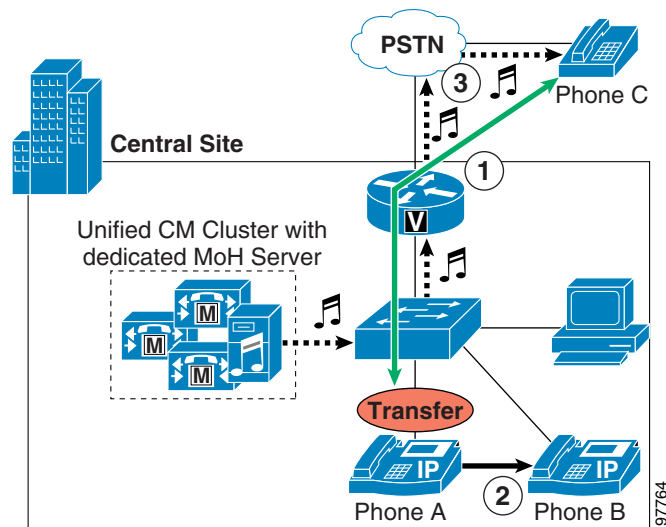 PSTN
3
Phone C
Central Site
1
V
Unified CM Cluster with
dedicated MoH Server
M
M
M
Transfer
IP
IP
2
Phone A
Phone B
97764